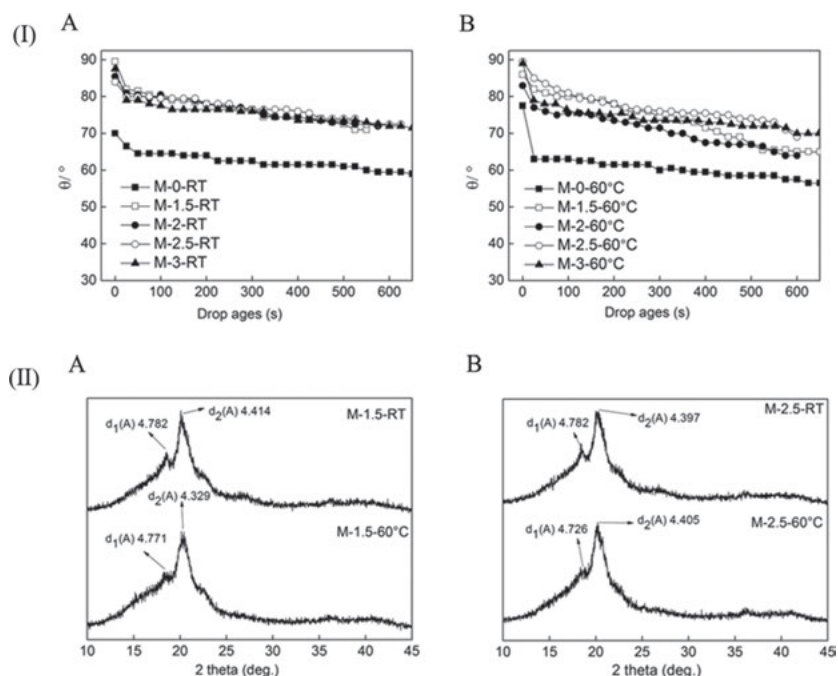 (I) A B
90
80
70
60
50
40
30
θ/ °
M-0-RT
M-1.5-RT
M-2-RT
M-2.5-RT
M-3-RT
0 100 200 300 400 500 600
Drop ages (s)
90
80
70
60
50
40
30
θ/ °
M-0-60°C
M-1.5-60°C
M-2-60°C
M-2.5-60°C
M-3-60°C
0 100 200 300 400 500 600
Drop ages (s)
(II) A B
M-1.5-RT
d2(A) 4.414
d1(A) 4.782
d2(A) 4.329
M-1.5-60°C
d1(A) 4.771
10 15 20 25 30 35 40 45
2 theta (deg.)
M-2.5-RT
d1(A) 4.782
d2(A) 4.397
M-2.5-60°C
d1(A) 4.726
d2(A) 4.405
10 15 20 25 30 35 40 45
2 theta (deg.)